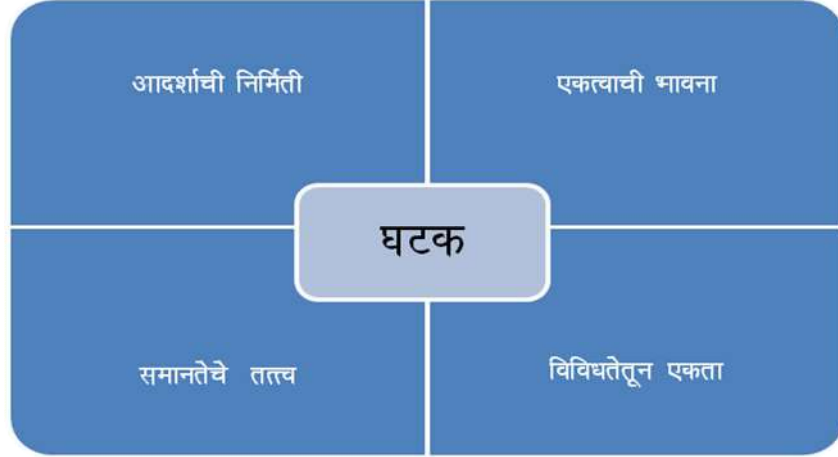 आदर्शाची निर्मिती
एकत्वाची भावना
घटक
समानतेचे तत्त्व
विविधतेतून एकता